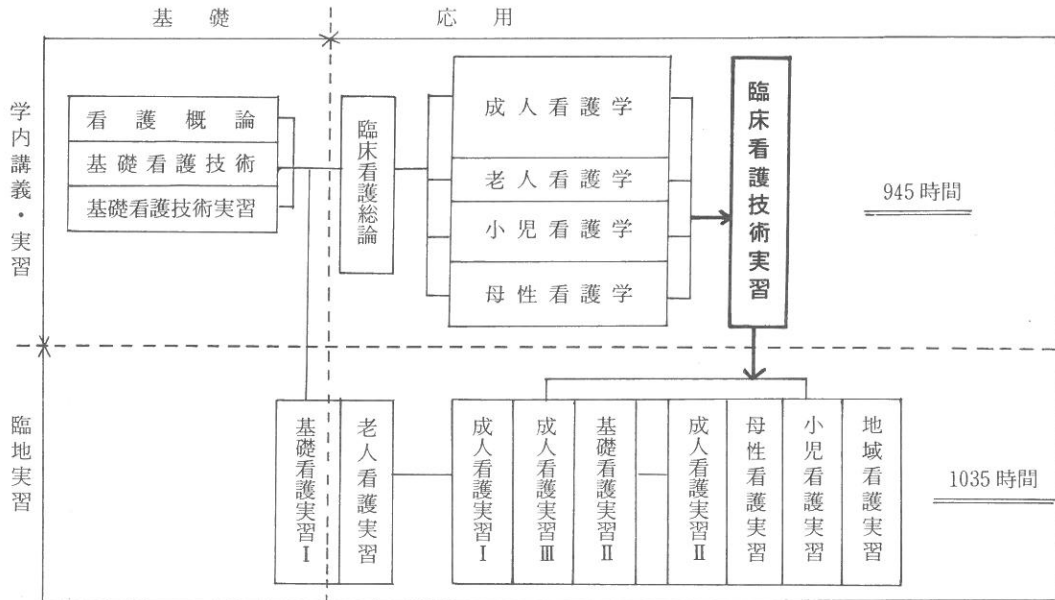 基礎
応用
学内講義・実習
看護概論
基礎看護技術
基礎看護技術実習
臨床看護総論
成人看護学
老人看護学
小児看護学
母性看護学
臨床看護技術実習
945時間
臨地実習
基礎看護実習Ⅰ
老人看護実習
成人看護実習Ⅰ
成人看護実習Ⅲ
基礎看護実習Ⅱ
成人看護実習Ⅱ
母性看護実習
小児看護実習
地域看護実習
1035時間